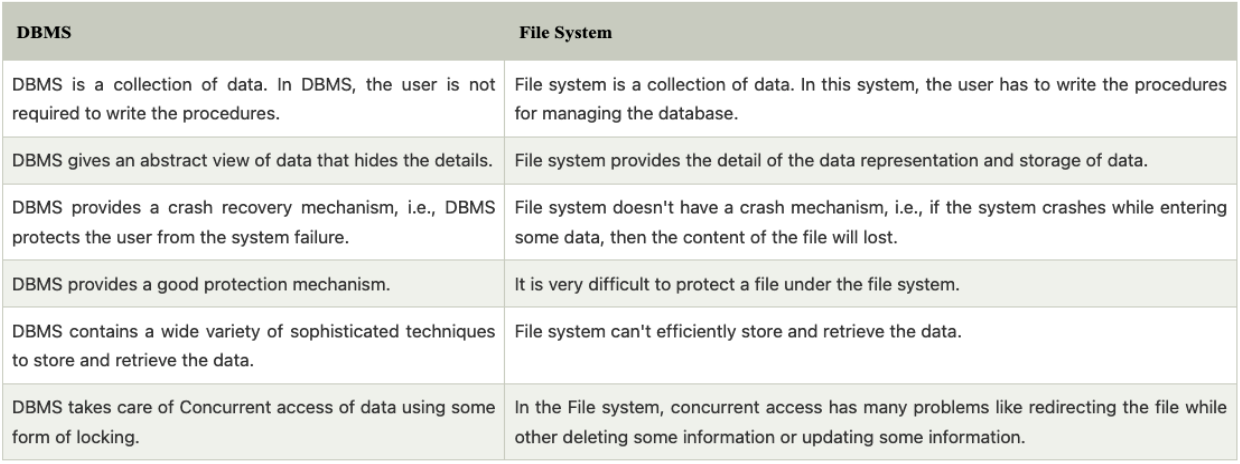 DBMS
File System
DBMS is a collection of data. In DBMS, the user is not
required to write the procedures.
File system is a collection of data. In this system, the user has to write the procedures
for managing the database.
DBMS gives an abstract view of data that hides the details.
File system provides the detail of the data representation and storage of data.
DBMS provides a crash recovery mechanism, i.e., DBMS
protects the user from the system failure.
File system doesn't have a crash mechanism, i.e., if the system crashes while entering
some data, then the content of the file will lost.
DBMS provides a good protection mechanism.
It is very difficult to protect a file under the file system.
DBMS contains a wide variety of sophisticated techniques
to store and retrieve the data.
File system can't efficiently store and retrieve the data.
DBMS takes care of Concurrent access of data using some
form of locking.
In the File system, concurrent access has many problems like redirecting the file while
other deleting some information or updating some information.